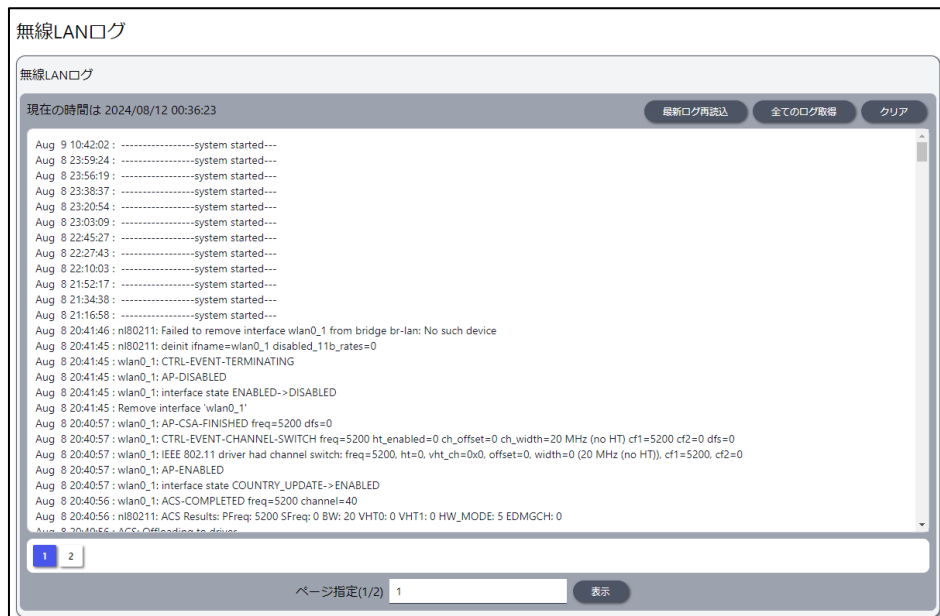 無線LANログ
無線LANログ
現在の時間は 2024/08/12 00:36:23
最新ログ再読込
全てのログ取得
クリア
Aug 9 10:42:02 : -----------------system started---
Aug 8 23:59:24 : -----------------system started---
Aug 8 23:56:19 : -----------------system started---
Aug 8 23:38:37 : -----------------system started---
Aug 8 23:20:54 : -----------------system started---
Aug 8 23:03:09 : -----------------system started---
Aug 8 22:45:27 : -----------------system started---
Aug 8 22:27:43 : -----------------system started---
Aug 8 22:10:03 : -----------------system started---
Aug 8 21:52:17 : -----------------system started---
Aug 8 21:34:38 : -----------------system started---
Aug 8 21:16:58 : -----------------system started---
Aug 8 20:41:46 : nl80211: Failed to remove interface wlan0_1 from bridge br-lan: No such device
Aug 8 20:41:45 : nl80211: deinit ifname=wlan0_1 disabled_11b_rates=0
Aug 8 20:41:45 : wlan0_1: CTRL-EVENT-TERMINATING
Aug 8 20:41:45 : wlan0_1: AP-DISABLED
Aug 8 20:41:45 : wlan0_1: interface state ENABLED->DISABLED
Aug 8 20:41:45 : Remove interface 'wlan0_1'
Aug 8 20:40:57 : wlan0_1: AP-CSA-FINISHED freq=5200 dfs=0
Aug 8 20:40:57 : wlan0_1: CTRL-EVENT-CHANNEL-SWITCH freq=5200 ht_enabled=0 ch_offset=0 ch_width=20 MHz (no HT) cf1=5200 cf2=0 dfs=0
Aug 8 20:40:57 : wlan0_1: IEEE 802.11 driver had channel switch: freq=5200, ht=0, vht_ch=0x0, offset=0, width=0 (20 MHz (no HT)), cf1=5200, cf2=0
Aug 8 20:40:57 : wlan0_1: AP-ENABLED
Aug 8 20:40:57 : wlan0_1: interface state COUNTRY_UPDATE->ENABLED
Aug 8 20:40:56 : wlan0_1: ACS-COMPLETED freq=5200 channel=40
Aug 8 20:40:56 : nl80211: ACS Results: PFreq: 5200 SFreq: 0 BW: 20 VHT0: 0 VHT1: 0 HW_MODE: 5 EDMGCH: 0
Aug 8 20:40:56 : ACS: Offloading to driver
1
2
ページ指定(1/2)
1
表示